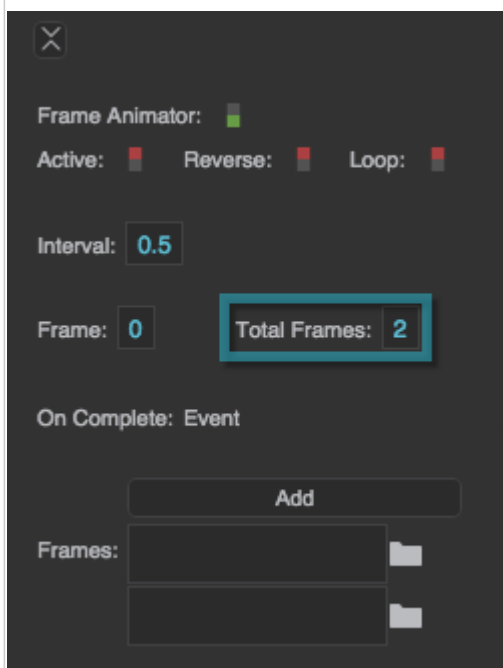 Frame Animator:
Active: Reverse: Loop:
Interval: 0.5
Frame: 0 Total Frames: 2
On Complete: Event
Add
Frames: